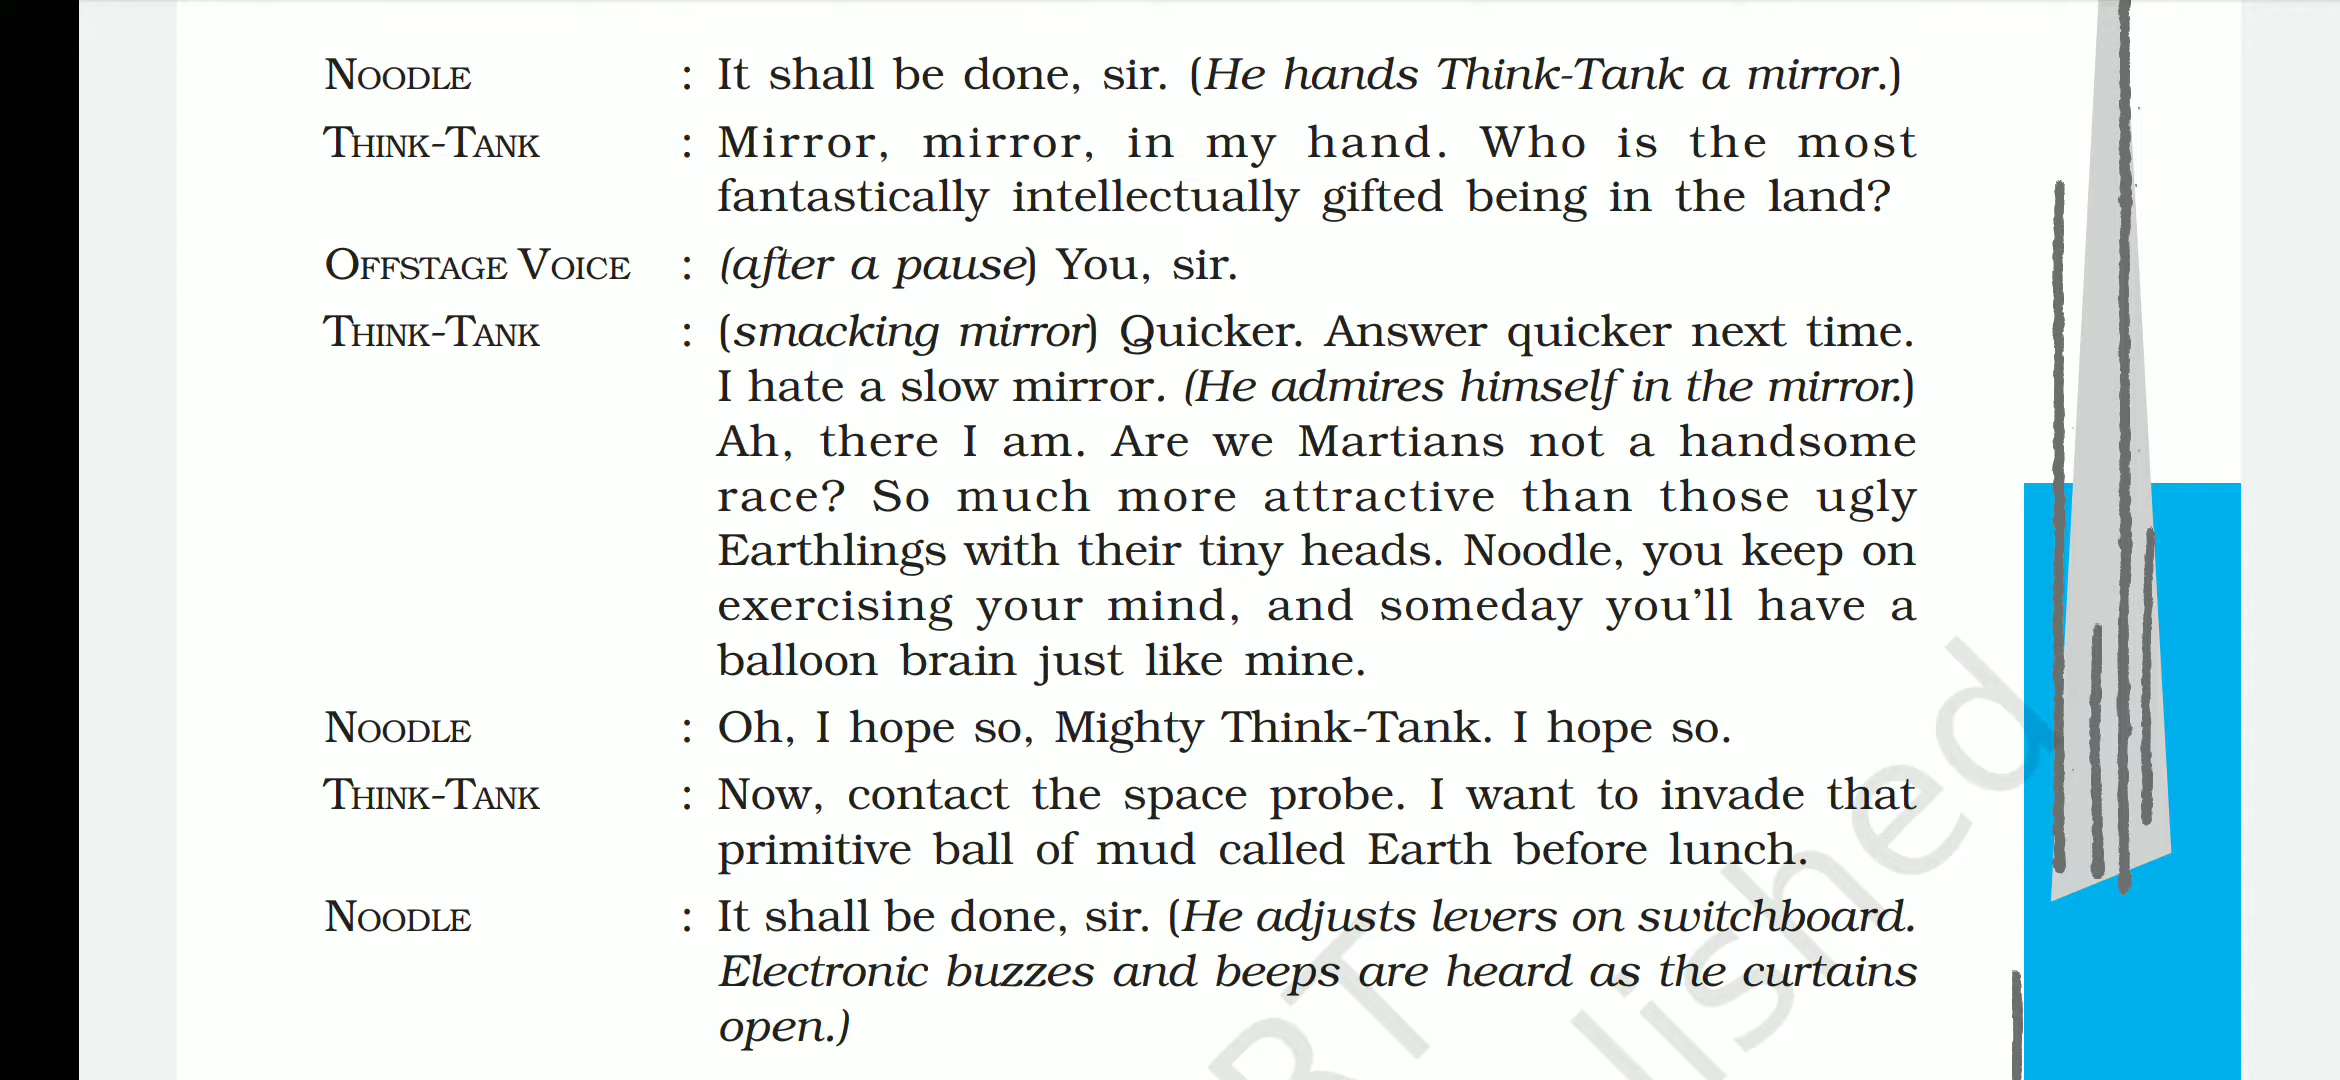 NOODLE : It shall be done, sir. (He hands Think-Tank a mirror.)
THINK-TANK : Mirror, mirror, in my hand. Who is the most
fantastically intellectually gifted being in the land?
OFFSTAGE VOICE : (after a pause) You, sir.
THINK-TANK : (smacking mirror) Quicker. Answer quicker next time.
I hate a slow mirror. (He admires himself in the mirror.)
Ah, there I am. Are we Martians not a handsome
race? So much more attractive than those ugly
Earthlings with their tiny heads. Noodle, you keep on
exercising your mind, and someday you'll have a
balloon brain just like mine.
NOODLE : Oh, I hope so, Mighty Think-Tank. I hope so.
THINK-TANK : Now, contact the space probe. I want to invade that
primitive ball of mud called Earth before lunch.
NOODLE : It shall be done, sir. (He adjusts levers on switchboard.
Electronic buzzes and beeps are heard as the curtains
open.)